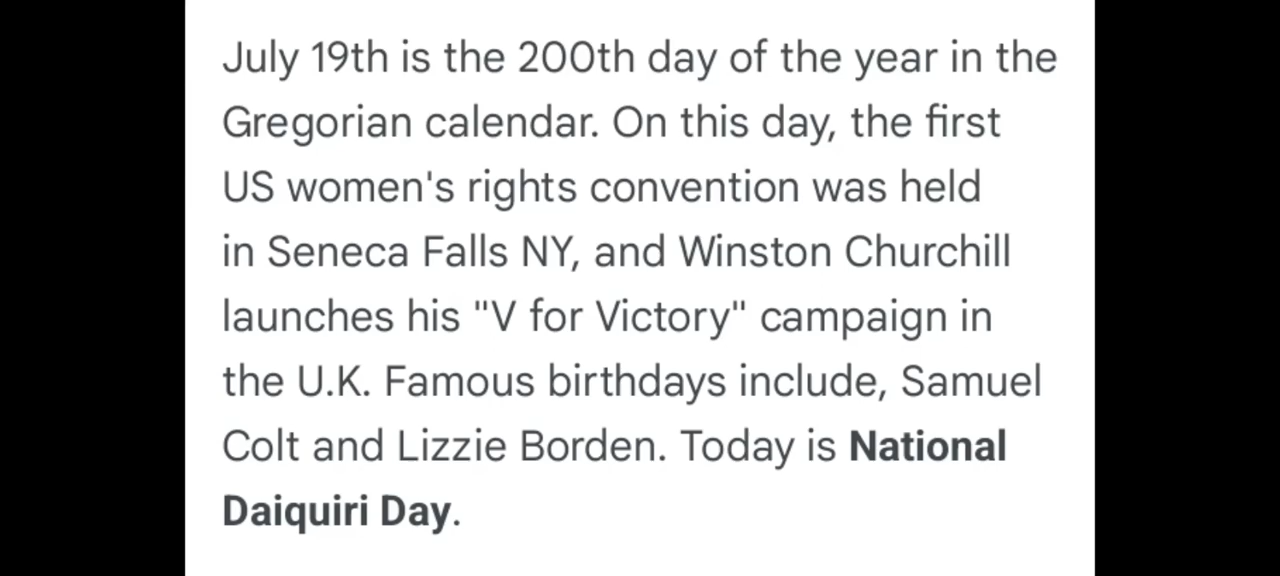 July 19th is the 200th day of the year in the
Gregorian calendar. On this day, the first
US women's rights convention was held
in Seneca Falls NY, and Winston Churchill
launches his "V for Victory" campaign in
the U.K. Famous birthdays include, Samuel
Colt and Lizzie Borden. Today is National
Daiquiri Day.